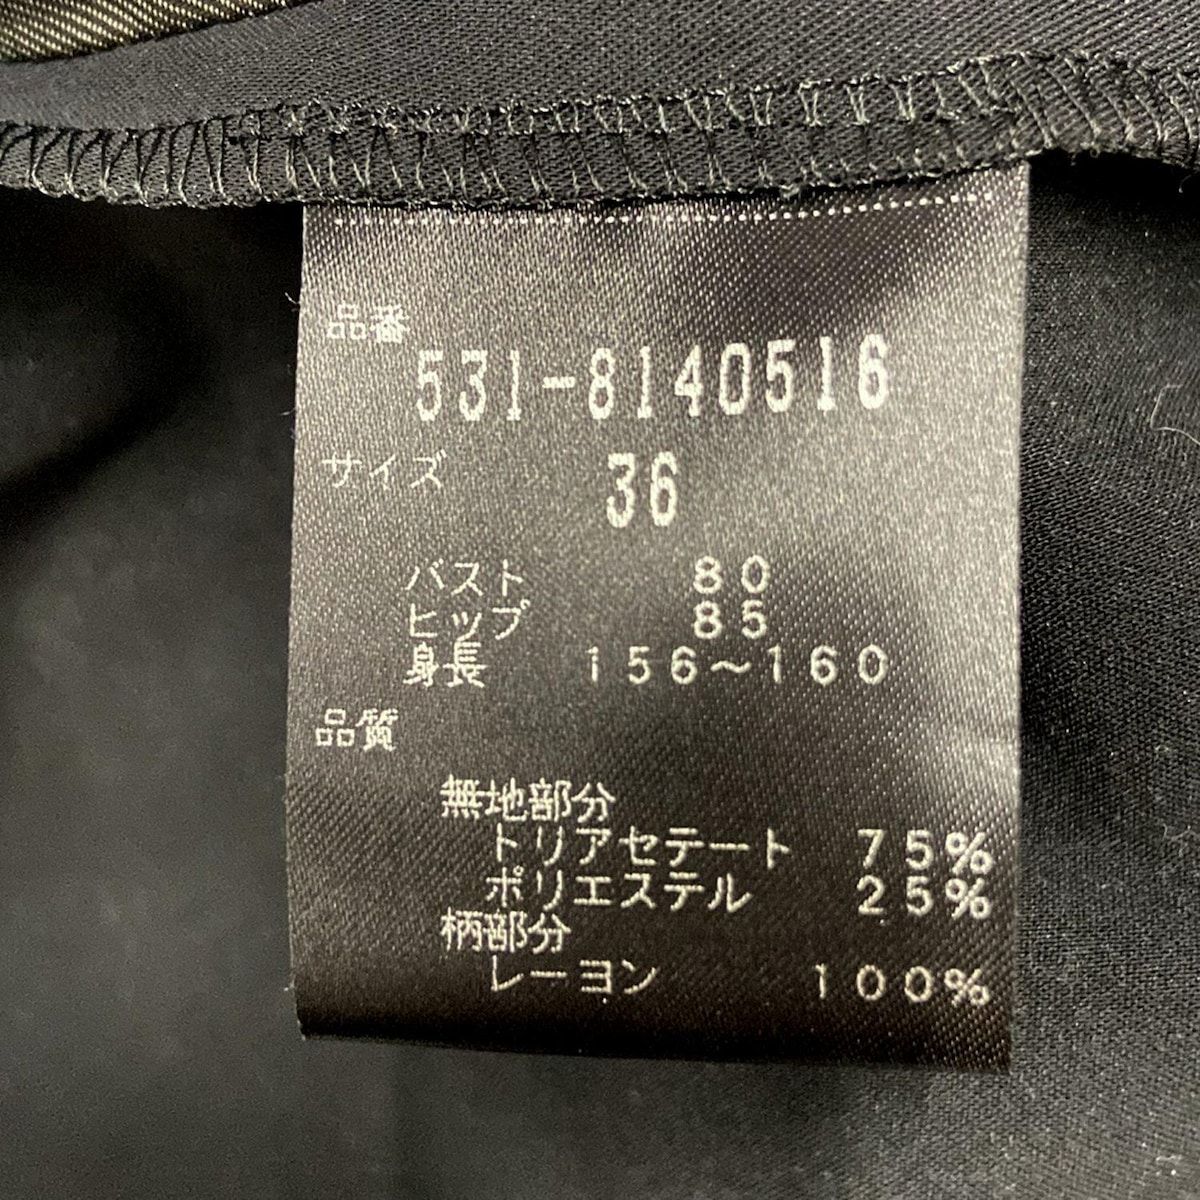 品番
531-8140516
サイズ 36
バスト 80
ヒップ 85
身長 156～160
品質
無地部分
トリアセテート 75%
ポリエステル 25%
柄部分
レーヨン 100%